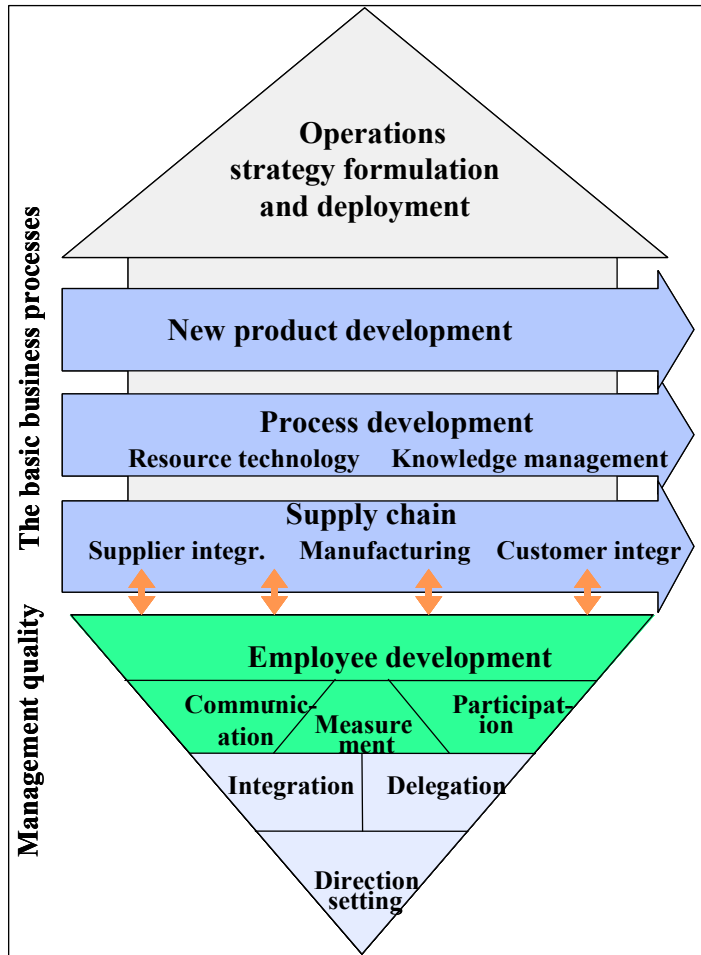 Operations
strategy formulation
and deployment
The basic business processes
New product development
Process development
Resource technology Knowledge management
Supply chain
Supplier integr. Manufacturing Customer integr
Management quality
Employee development
Communic-
ation
Measure
ment
Participat-
ion
Integration Delegation
Direction
setting